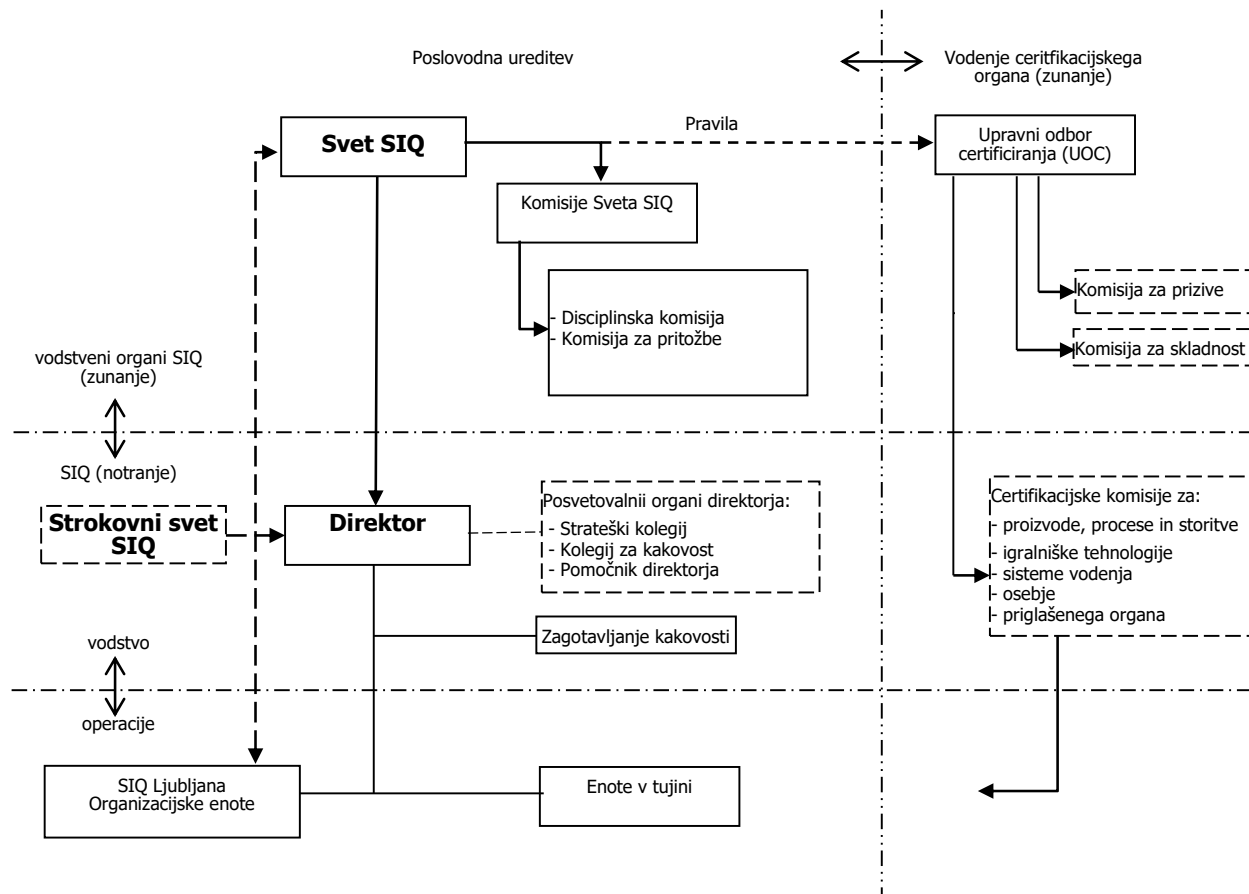 Poslovodna ureditev
Vodenje ceritfikacijskega
organa (zunanje)
Svet SIQ
Pravila
Upravni odbor
certificiranja (UOC)
Komisije Sveta SIQ
- Disciplinska komisija
- Komisija za pritožbe
Komisija za prizive
Komisija za skladnost
vodstveni organi SIQ
(zunanje)
SIQ (notranje)
Strokovni svet
SIQ
Direktor
Posvetovalnii organi direktorja:
- Strateški kolegij
- Kolegij za kakovost
- Pomočnik direktorja
Certifikacijske komisije za:
- proizvode, procese in storitve
- igralniške tehnologije
- sisteme vodenja
- osebje
- priglašenega organa
Zagotavljanje kakovosti
vodstvo
operacije
SIQ Ljubljana
Organizacijske enote
Enote v tujini